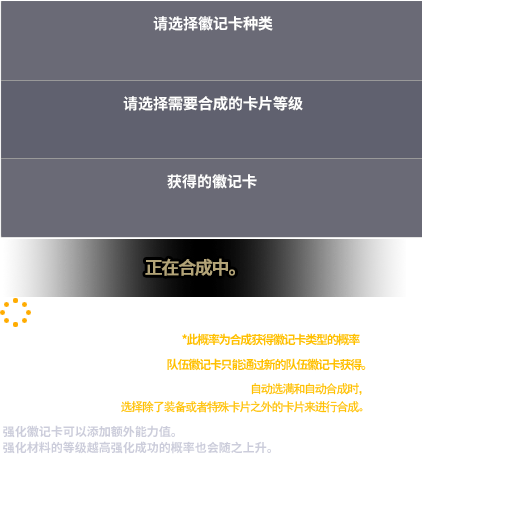 请选择徽记卡种类
请选择需要合成的卡片等级
获得的徽记卡
正在合成中。
*此概率为合成获得徽记卡类型的概率
队伍徽记卡只能通过新的队伍徽记卡获得。
自动选满和自动合成时,
选择除了装备或者特殊卡片之外的卡片来进行合成。
强化徽记卡可以添加额外能力值。
强化材料的等级越高强化成功的概率也会随之上升。